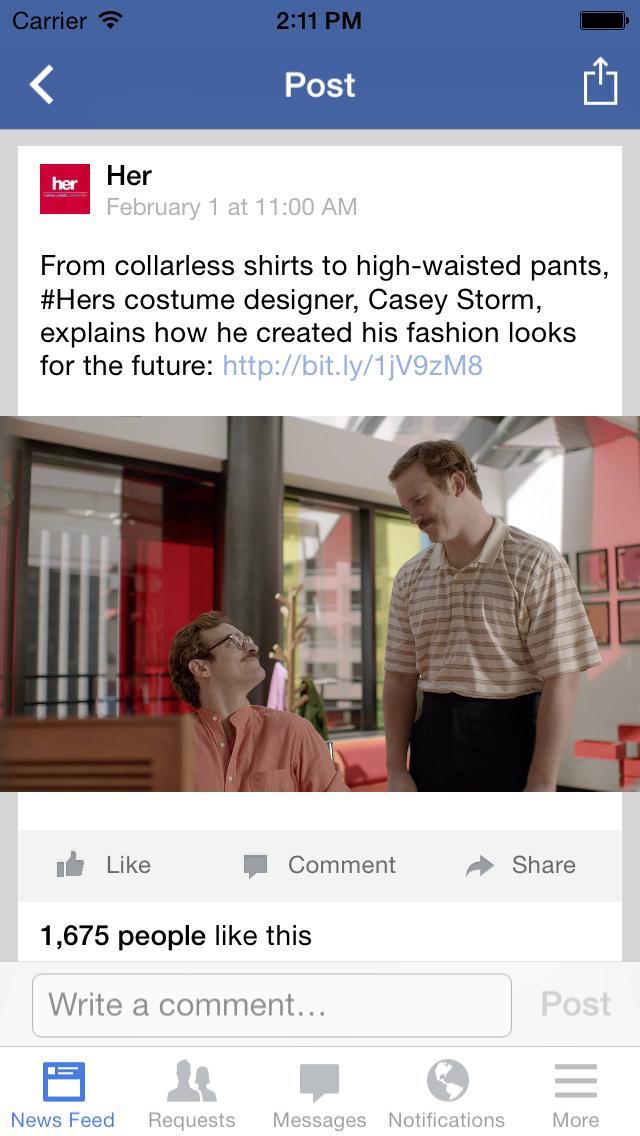 Carrier 2:11 PM
Post
her
Her
February 1 at 11:00 AM
From collarless shirts to high-waisted pants,
#Hers costume designer, Casey Storm,
explains how he created his fashion looks
for the future: http://bit.ly/1jV9zM8
Like Comment Share
1,675 people like this
Write a comment... Post
News Feed Requests Messages Notifications More